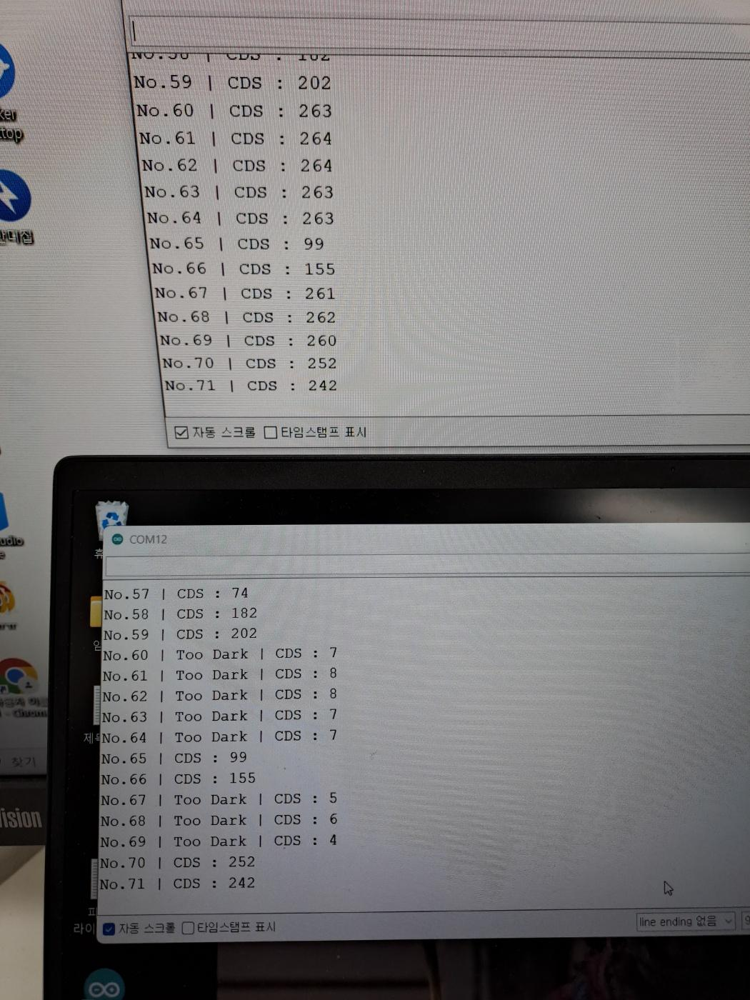 No.58 | CDS : 182
No.59 | CDS : 202
No.60 | CDS : 263
No.61 | CDS : 264
No.62 | CDS : 264
No.63 | CDS : 263
No.64 | CDS : 263
No.65 | CDS : 99
No.66 | CDS : 155
No.67 | CDS : 261
No.68 | CDS : 262
No.69 | CDS : 260
No.70 | CDS : 252
No.71 | CDS : 242
자동 스크롤 타임스탬프 표시
찾기
COM12
No.57 | CDS : 74
No.58 | CDS : 182
No.59 | CDS : 202
No.60 | Too Dark | CDS : 7
No.61 | Too Dark | CDS : 8
No.62 | Too Dark | CDS : 8
No.63 | Too Dark | CDS : 7
No.64 | Too Dark | CDS : 7
No.65 | CDS : 99
No.66 | CDS : 155
No.67 | Too Dark | CDS : 5
No.68 | Too Dark | CDS : 6
No.69 | Too Dark | CDS : 4
No.70 | CDS : 252
No.71 | CDS : 242
자동 스크롤 타임스탬프 표시
line ending 없음